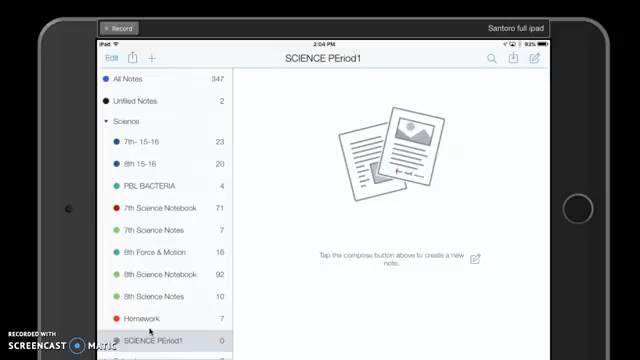 Record
Santoro full ipad
iPad
2:04 PM
93%
Edit
SCIENCE PEriod1
All Notes 347
Unfiled Notes 2
Science
7th- 15-16 23
8th 15-16 20
PBL BACTERIA 4
7th Science Notebook 71
7th Science Notes 7
8th Force & Motion 16
8th Science Notebook 92
8th Science Notes 10
Homework 7
SCIENCE PEriod1 0
Tap the compose button above to create a new
note.
RECORDED WITH
SCREENCAST MATIC